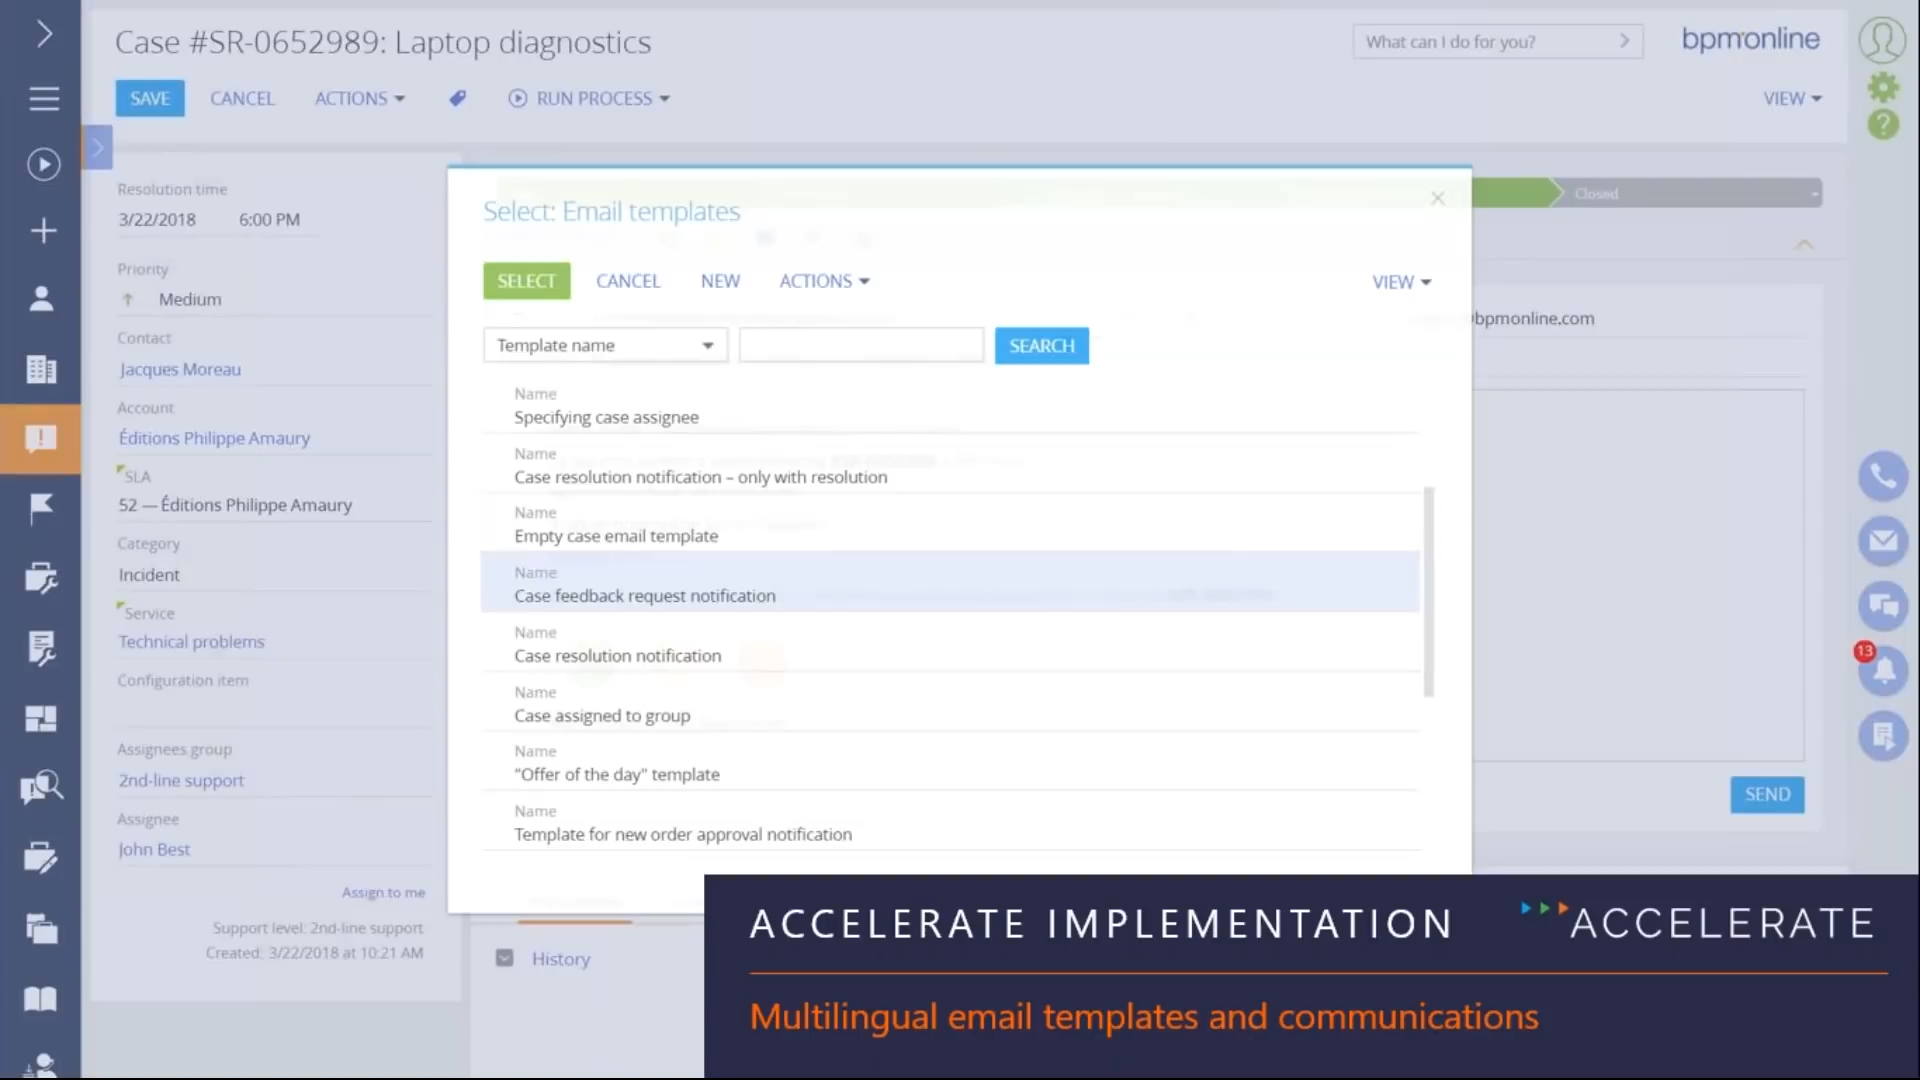 Case #SR-0652989: Laptop diagnostics
What can I do for you?
bpmonline
SAVE
CANCEL
ACTIONS
RUN PROCESS
VIEW
Resolution time
3/22/2018 6:00 PM
Priority
Medium
Contact
Jacques Moreau
Account
Éditions Philippe Amaury
SLA
52 — Éditions Philippe Amaury
Category
Incident
Service
Technical problems
Configuration item
Assignees group
2nd-line support
Assignee
John Best
Assign to me
Support level: 2nd-line support
Created: 3/22/2018 at 10:21 AM
Closed
Select: Email templates
SELECT
CANCEL
NEW
ACTIONS
VIEW
Template name
SEARCH
Name
Specifying case assignee
Name
Case resolution notification – only with resolution
Name
Empty case email template
Name
Case feedback request notification
Name
Case resolution notification
Name
Case assigned to group
Name
"Offer of the day" template
Name
Template for new order approval notification
bpmonline.com
13
SEND
History
ACCELERATE IMPLEMENTATION
ACCELERATE
Multilingual email templates and communications